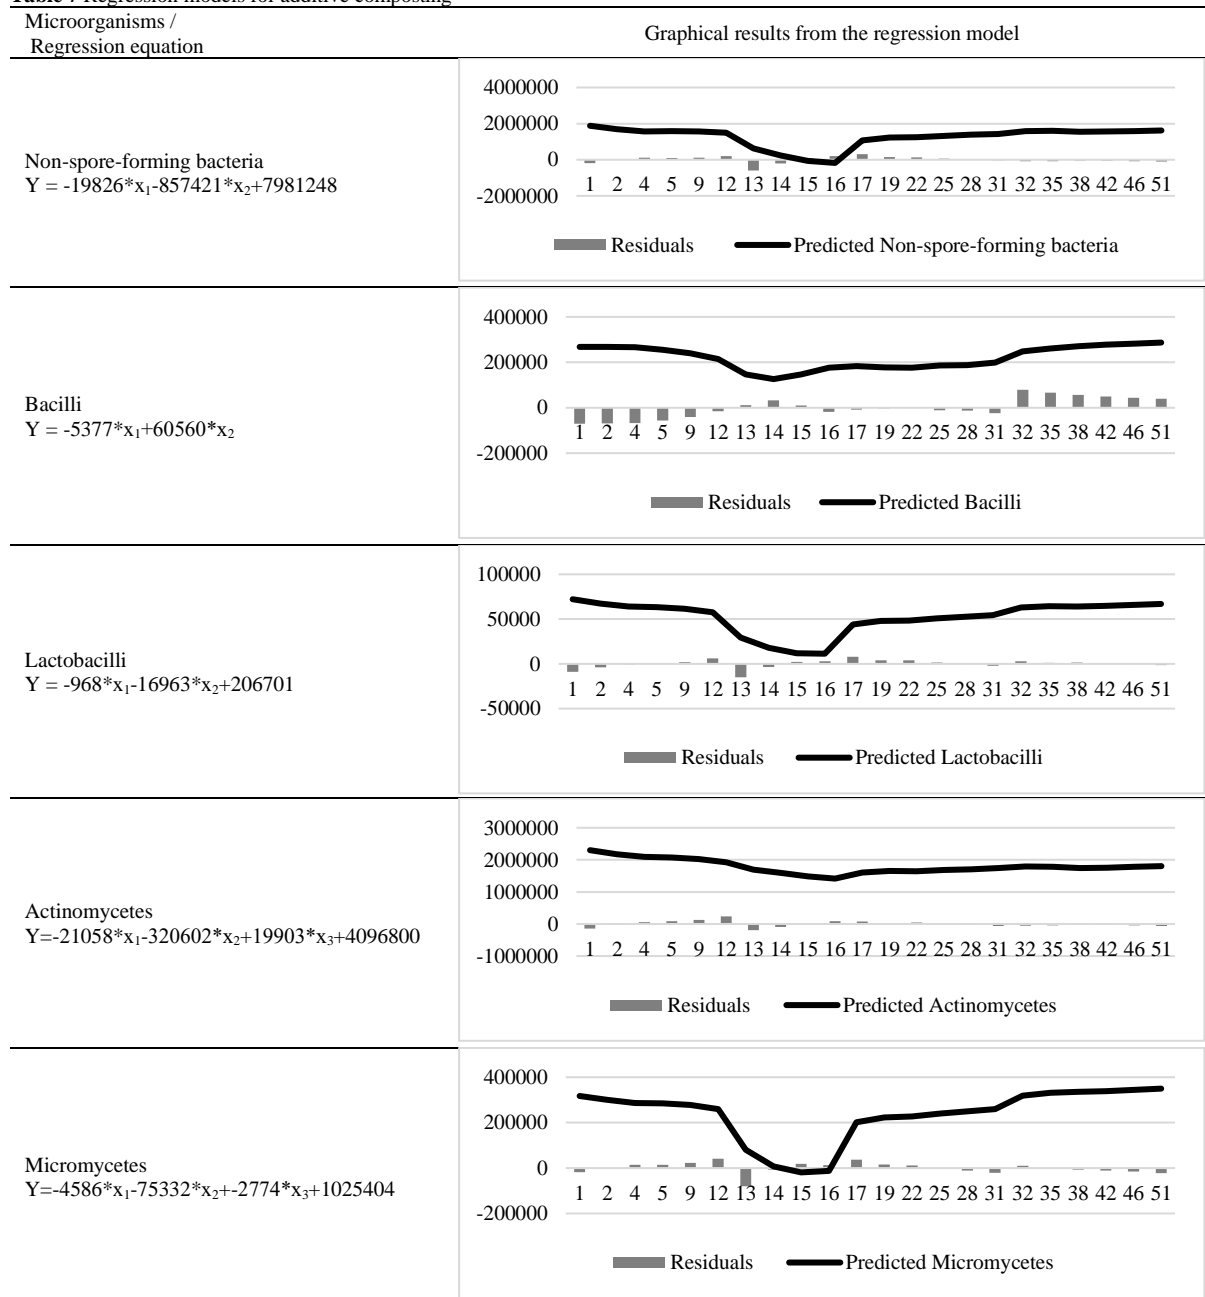 Table 7 Regression models for additive composing
Microorganisms /
Regression equation
Graphical results from the regression model
Non-spore-forming bacteria
Y = -19826*x₁-857421*x₂+7981248
4000000
2000000
0
-2000000
1 2 4 5 9 12 13 14 15 16 17 19 22 25 28 31 32 35 38 42 46 51
Residuals Predicted Non-spore-forming bacteria
Bacilli
Y = -5377*x₁+60560*x₂
400000
200000
0
-200000
1 2 4 5 9 12 13 14 15 16 17 19 22 25 28 31 32 35 38 42 46 51
Residuals Predicted Bacilli
Lactobacilli
Y = -968*x₁-16963*x₂+206701
100000
50000
0
-50000
1 2 4 5 9 12 13 14 15 16 17 19 22 25 28 31 32 35 38 42 46 51
Residuals Predicted Lactobacilli
Actinomycetes
Y=-21058*x₁-320602*x₂+19903*x₃+4096800
3000000
2000000
1000000
0
-1000000
1 2 4 5 9 12 13 14 15 16 17 19 22 25 28 31 32 35 38 42 46 51
Residuals Predicted Actinomycetes
Micromycetes
Y=-4586*x₁-75332*x₂+-2774*x₃+1025404
400000
200000
0
-200000
1 2 4 5 9 12 13 14 15 16 17 19 22 25 28 31 32 35 38 42 46 51
Residuals Predicted Micromycetes